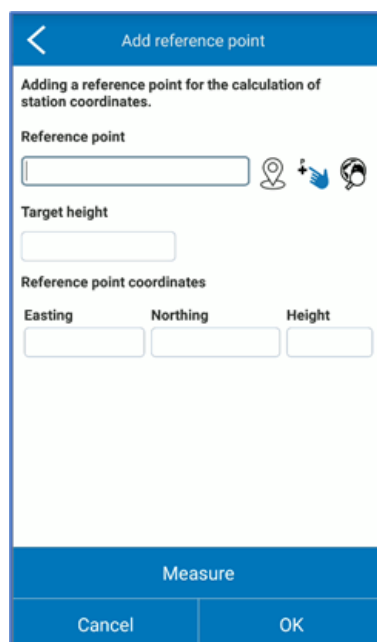 Add reference point
Adding a reference point for the calculation of
station coordinates.
Reference point
Target height
Reference point coordinates
Easting Northing Height
Measure
Cancel OK